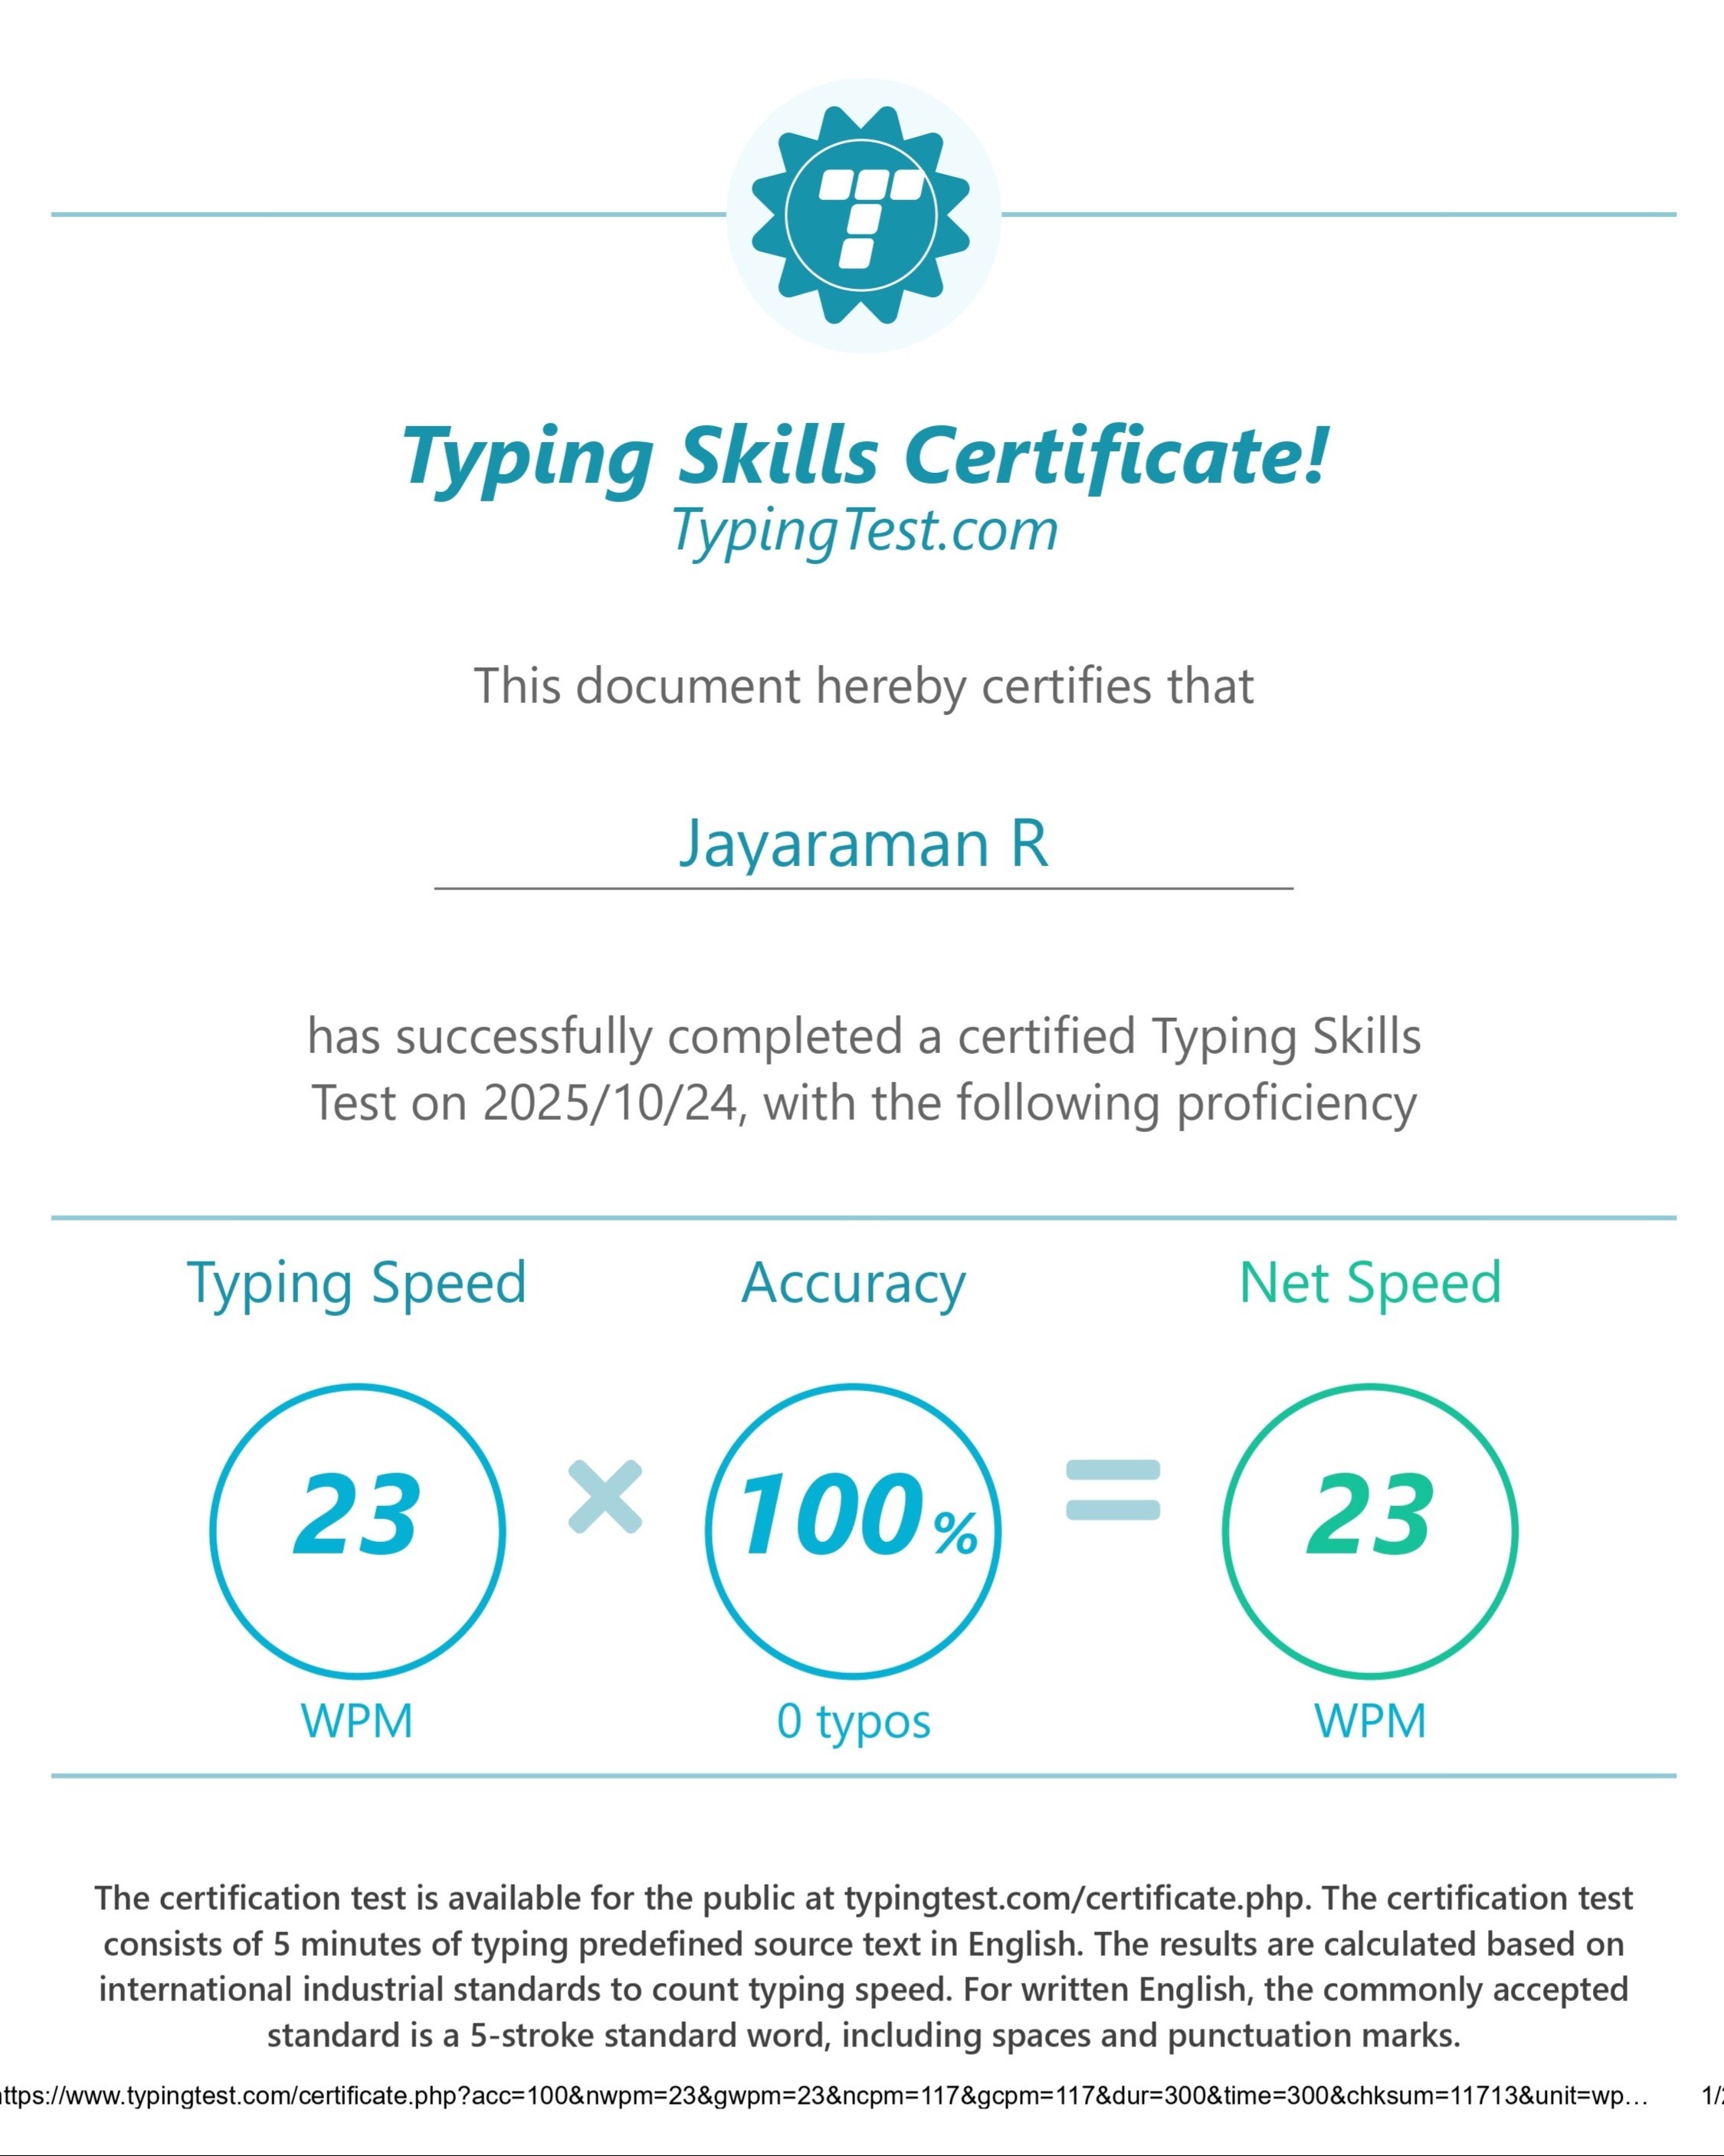 Typing Skills Certificate!
TypingTest.com
This document hereby certifies that
Jayaraman R
has successfully completed a certified Typing Skills
Test on 2025/10/24, with the following proficiency
Typing Speed
Accuracy
Net Speed
23
100%
23
WPM
0 typos
WPM
The certification test is available for the public at typingtest.com/certificate.php. The certification test
consists of 5 minutes of typing predefined source text in English. The results are calculated based on
international industrial standards to count typing speed. For written English, the commonly accepted
standard is a 5-stroke standard word, including spaces and punctuation marks.
ttps://www.typingtest.com/certificate.php?acc=100&nwpm=23&gwpm=23&ncpm=117&gcpm=117&dur=300&time=300&chksum=11713&unit=wp… 1/